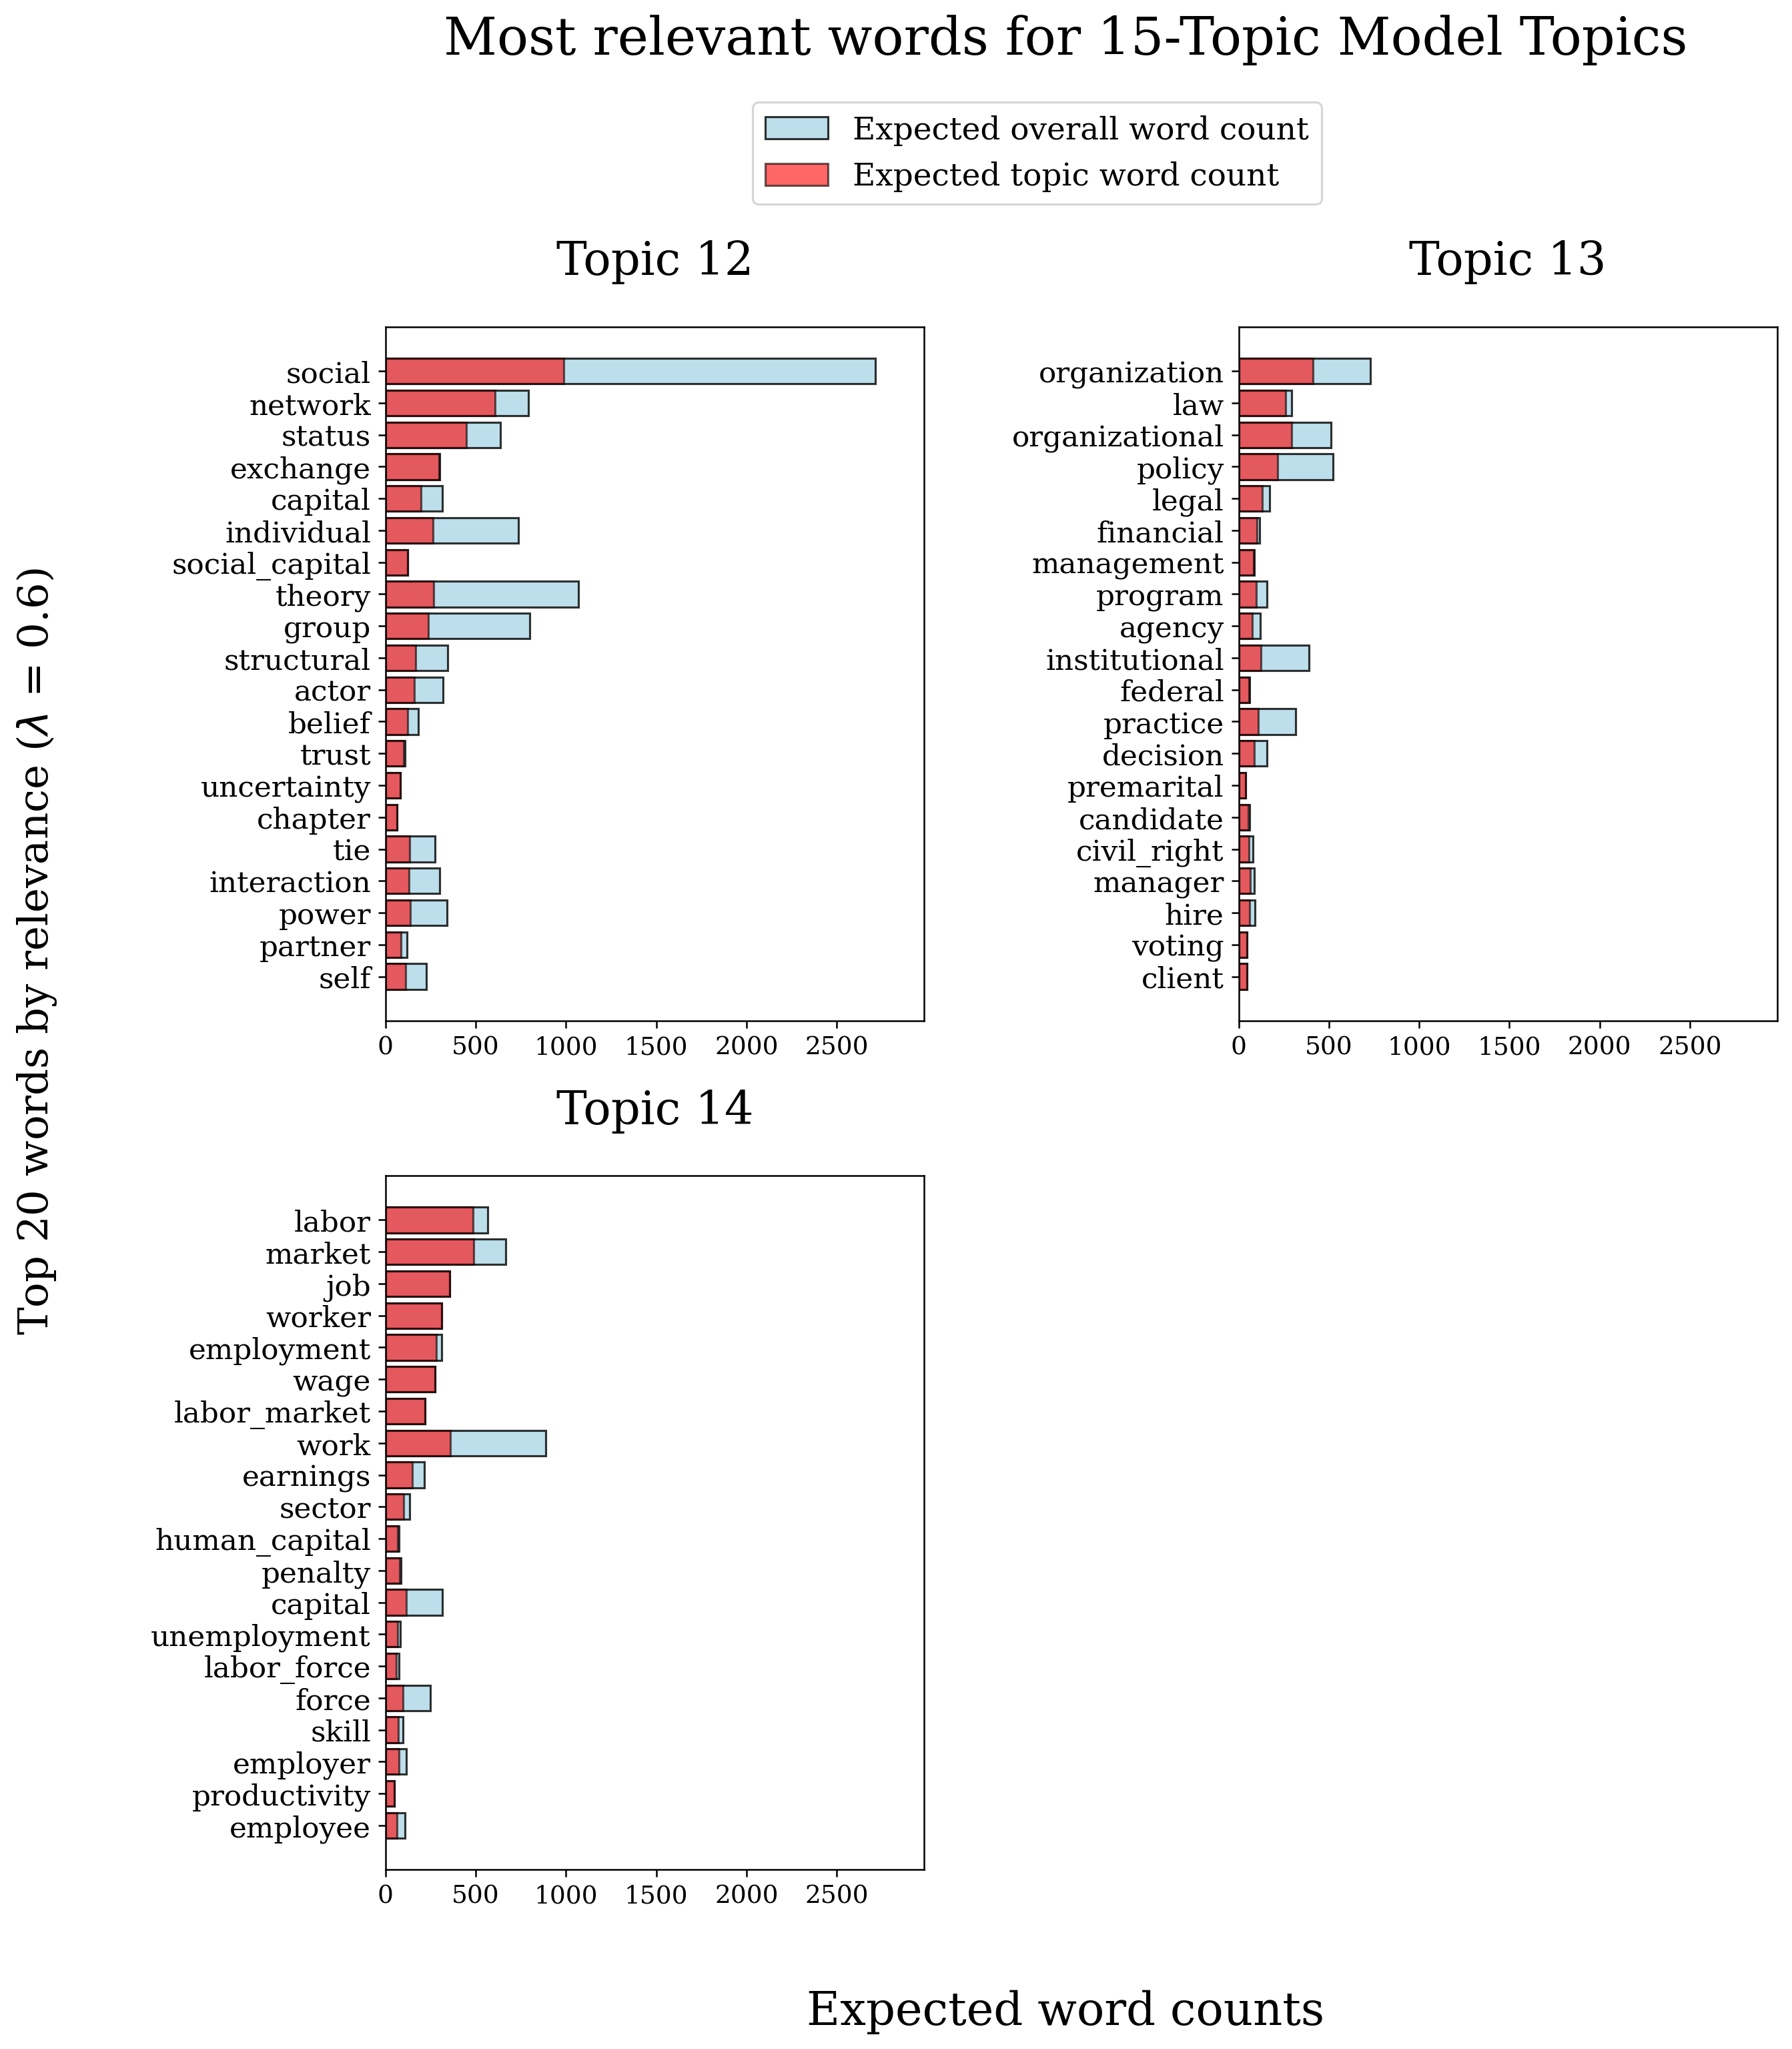 Most relevant words for 15-Topic Model Topics
Expected overall word count
Expected topic word count
Top 20 words by relevance (λ = 0.6)
Topic 12
social
network
status
exchange
capital
individual
social_capital
theory
group
structural
actor
belief
trust
uncertainty
chapter
tie
interaction
power
partner
self
0 500 1000 1500 2000 2500
Topic 13
organization
law
organizational
policy
legal
financial
management
program
agency
institutional
federal
practice
decision
premarital
candidate
civil_right
manager
hire
voting
client
0 500 1000 1500 2000 2500
Topic 14
labor
market
job
worker
employment
wage
labor_market
work
earnings
sector
human_capital
penalty
capital
unemployment
labor_force
force
skill
employer
productivity
employee
0 500 1000 1500 2000 2500
Expected word counts